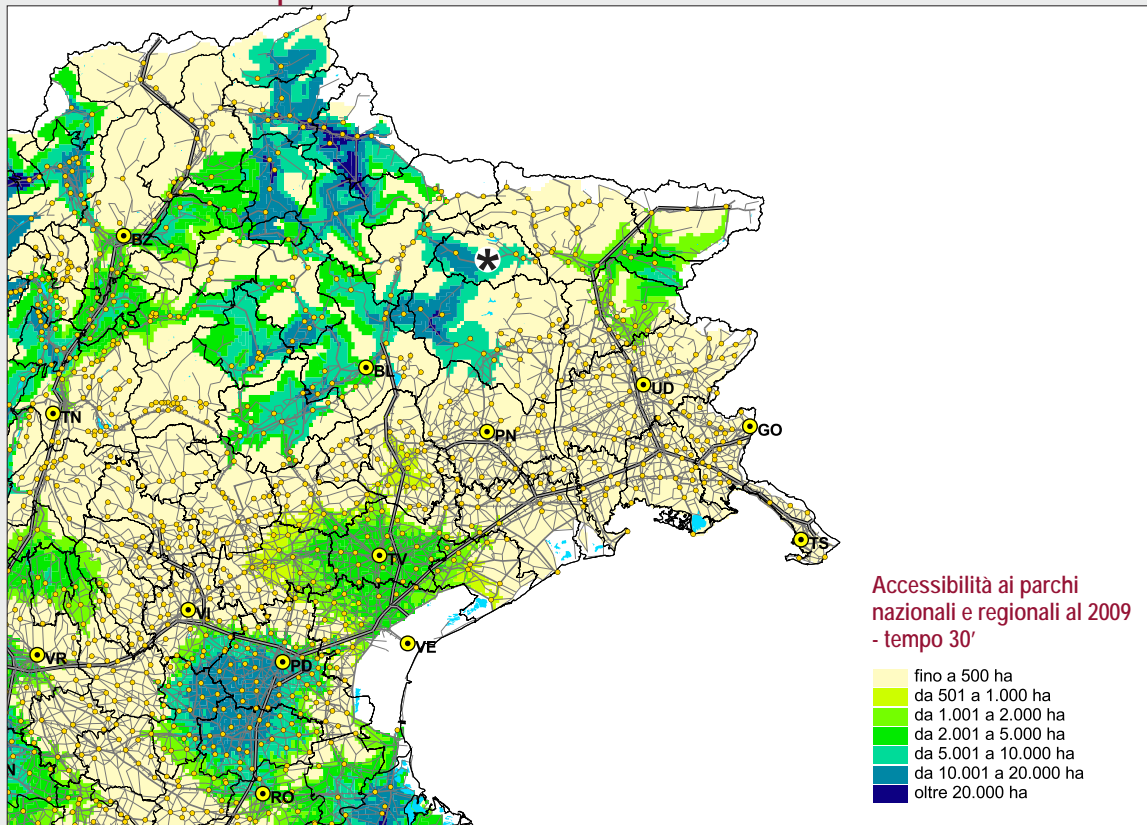 BZ
BL
UD
TN
PN
GO
TS
TV
VI
VE
VR
PD
N
RO
Accessibilità ai parchi
nazionali e regionali al 2009
- tempo 30’
fino a 500 ha
da 501 a 1.000 ha
da 1.001 a 2.000 ha
da 2.001 a 5.000 ha
da 5.001 a 10.000 ha
da 10.001 a 20.000 ha
oltre 20.000 ha